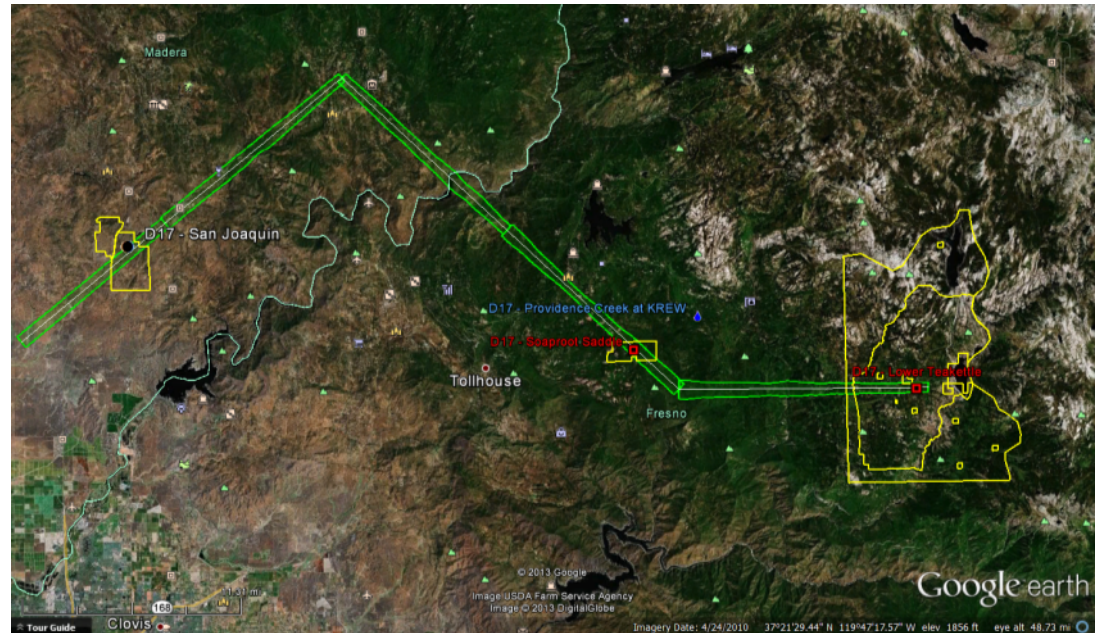 Madera
D17 - San Joaquin
D17 - Providence Creek at KREW
D17 - Soaproot Saddle
D17 - Lower Teakettle
Tollhouse
Fresno
© 2013 Google
Image USDA Farm Service Agency
Image © 2013 DigitalGlobe
Google earth
168
Clovis
Tour Guide
Imagery Date: 4/24/2010 37°21'29.44" N 119°47'17.57" W elev 1856 ft eye alt 48.73 mi